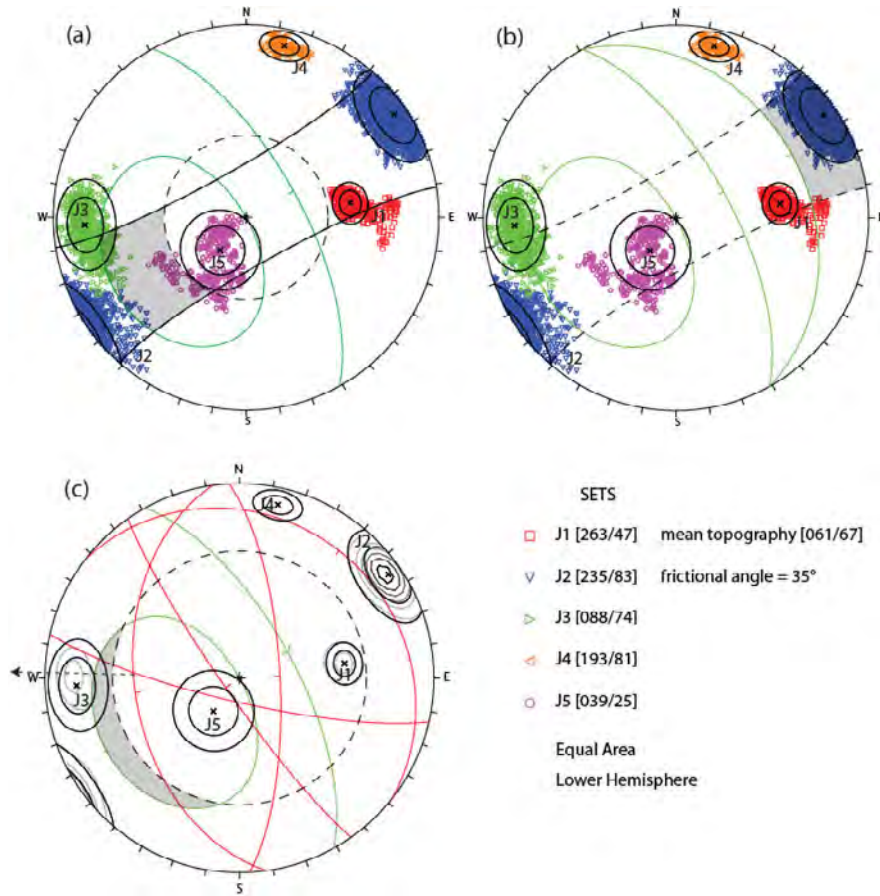 (a)
N
J4
W
J3
J1
E
J5
J2
S
(b)
N
J4
W
J3
J1
E
J5
J2
S
(c)
N
J4
J2
W
J3
J1
E
J5
S
SETS
J1 [263/47] mean topography [061/67]
J2 [235/83] frictional angle = 35°
J3 [088/74]
J4 [193/81]
J5 [039/25]
Equal Area
Lower Hemisphere